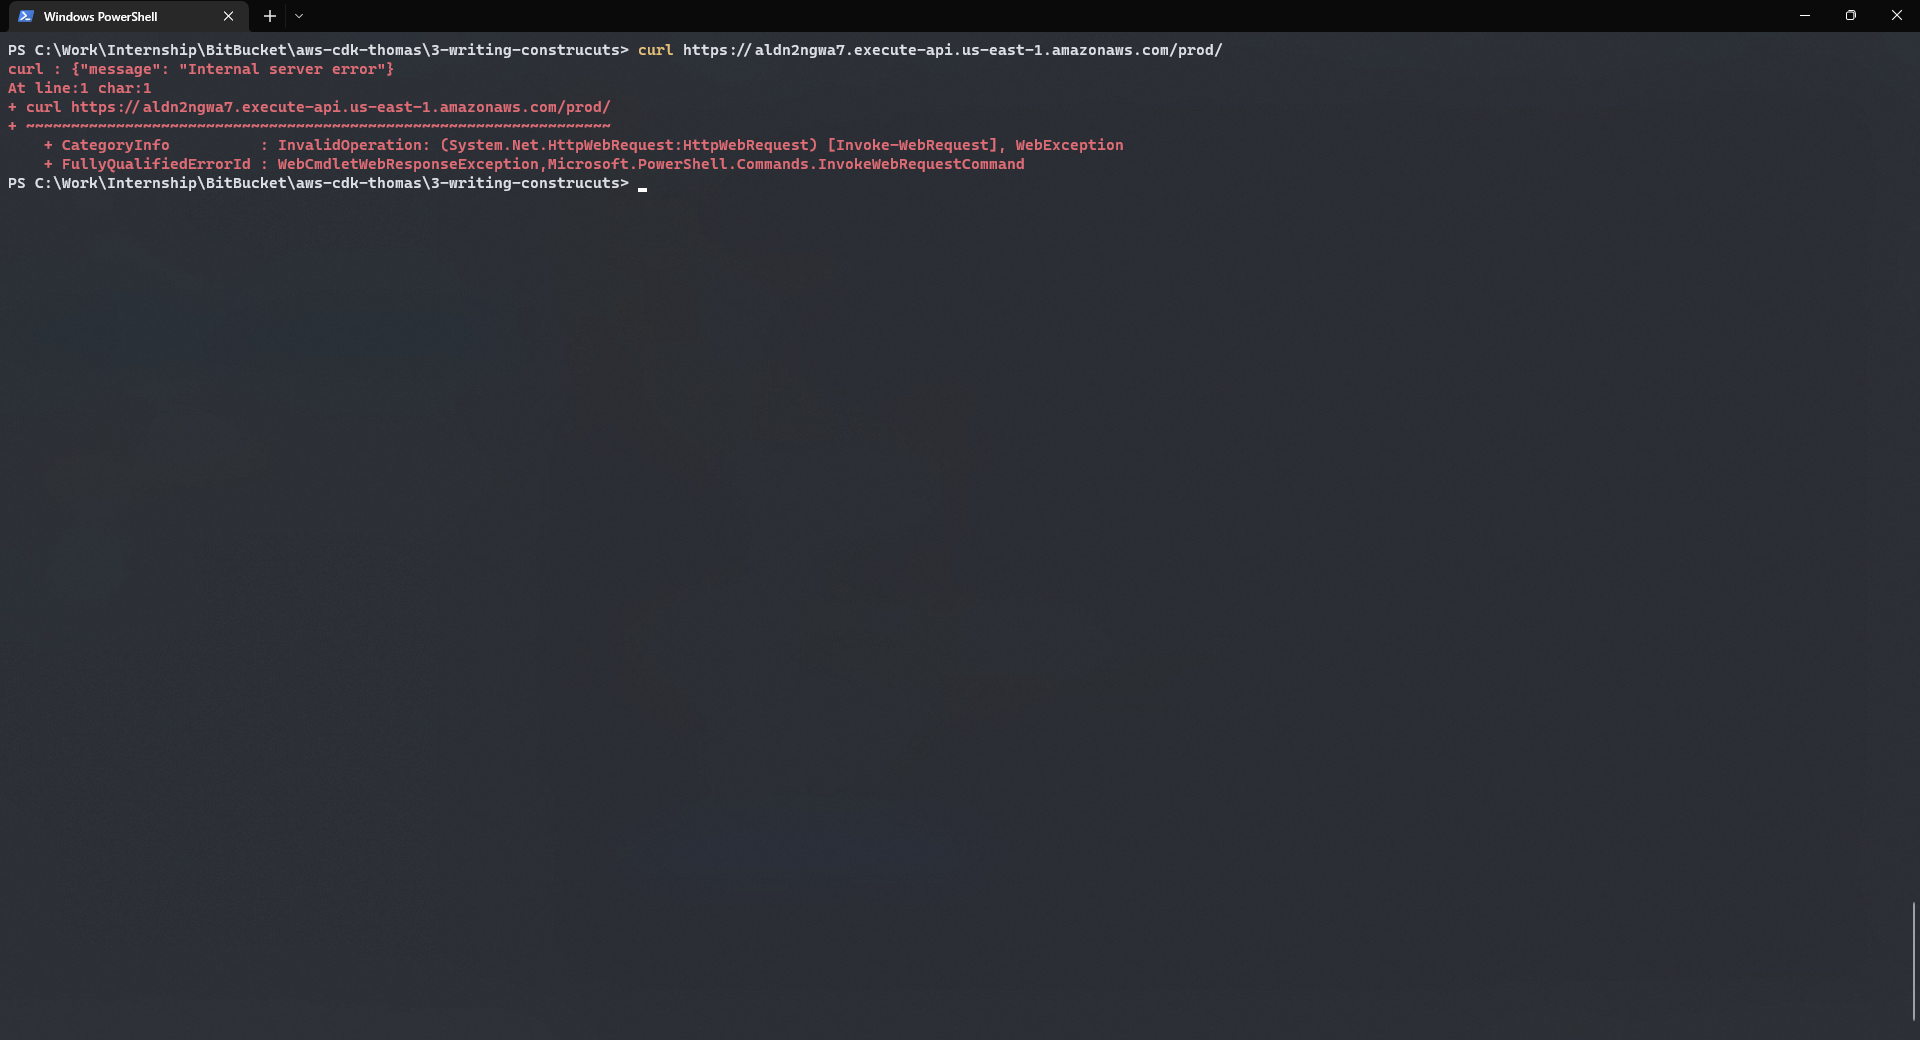 Windows PowerShell
PS C:\Work\Internship\BitBucket\aws-cdk-thomas\3-writing-construcuts> curl https://aldn2ngwa7.execute-api.us-east-1.amazonaws.com/prod/
curl : {"message": "Internal server error"}
At line:1 char:1
+ curl https://aldn2ngwa7.execute-api.us-east-1.amazonaws.com/prod/
+ ~~~~~~~~~~~~~~~~~~~~~~~~~~~~~~~~~~~~~~~~~~~~~~~~~~~~~~~~~~~~~~~~~
    + CategoryInfo          : InvalidOperation: (System.Net.HttpWebRequest:HttpWebRequest) [Invoke-WebRequest], WebException
    + FullyQualifiedErrorId : WebCmdletWebResponseException,Microsoft.PowerShell.Commands.InvokeWebRequestCommand
PS C:\Work\Internship\BitBucket\aws-cdk-thomas\3-writing-construcuts>